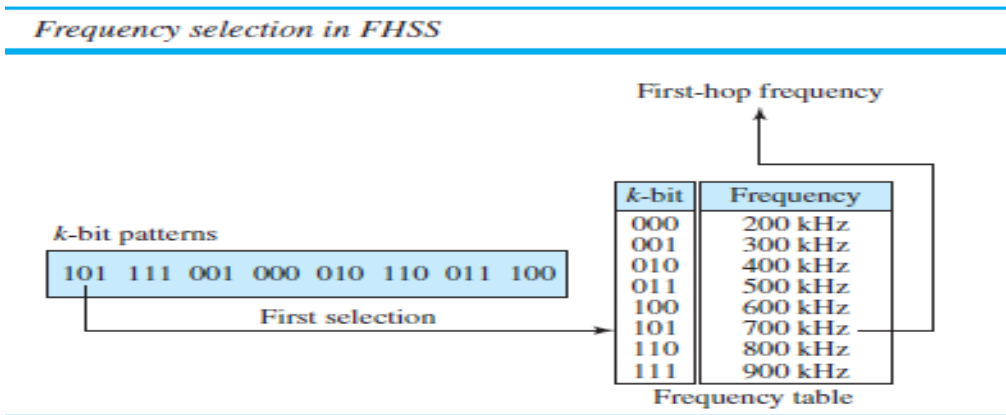 Frequency selection in FHSS
First-hop frequency
k-bit patterns
101 111 001 000 010 110 011 100
First selection
k-bit Frequency
000 200 kHz
001 300 kHz
010 400 kHz
011 500 kHz
100 600 kHz
101 700 kHz
110 800 kHz
111 900 kHz
Frequency table